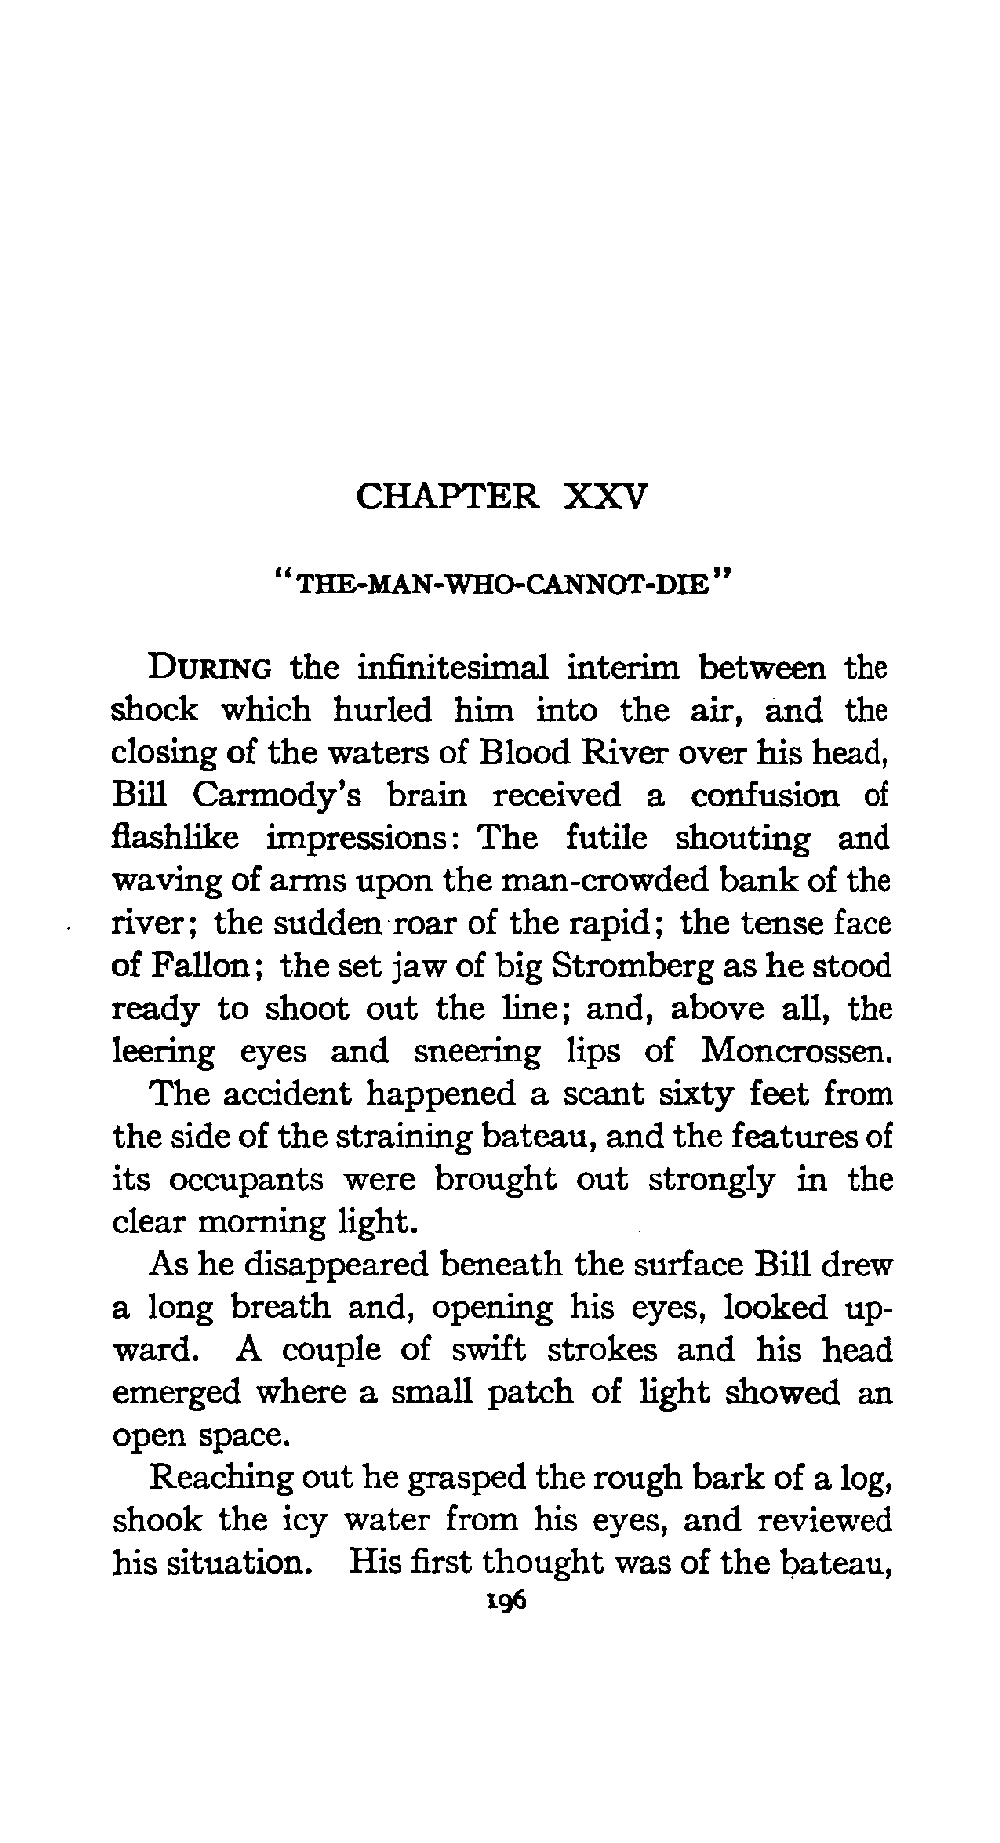 CHAPTER XXV
"THE-MAN-WHO-CANNOT-DIE"
DURING the infinitesimal interim between the
shock which hurled him into the air, and the
closing of the waters of Blood River over his head,
Bill Carmody's brain received a confusion of
flashlike impressions: The futile shouting and
waving of arms upon the man-crowded bank of the
river; the sudden roar of the rapid; the tense face
of Fallon; the set jaw of big Stromberg as he stood
ready to shoot out the line; and, above all, the
leering eyes and sneering lips of Moncrossen.
The accident happened a scant sixty feet from
the side of the straining bateau, and the features of
its occupants were brought out strongly in the
clear morning light.
As he disappeared beneath the surface Bill drew
a long breath and, opening his eyes, looked up-
ward. A couple of swift strokes and his head
emerged where a small patch of light showed an
open space.
Reaching out he grasped the rough bark of a log,
shook the icy water from his eyes, and reviewed
his situation. His first thought was of the bateau,
196